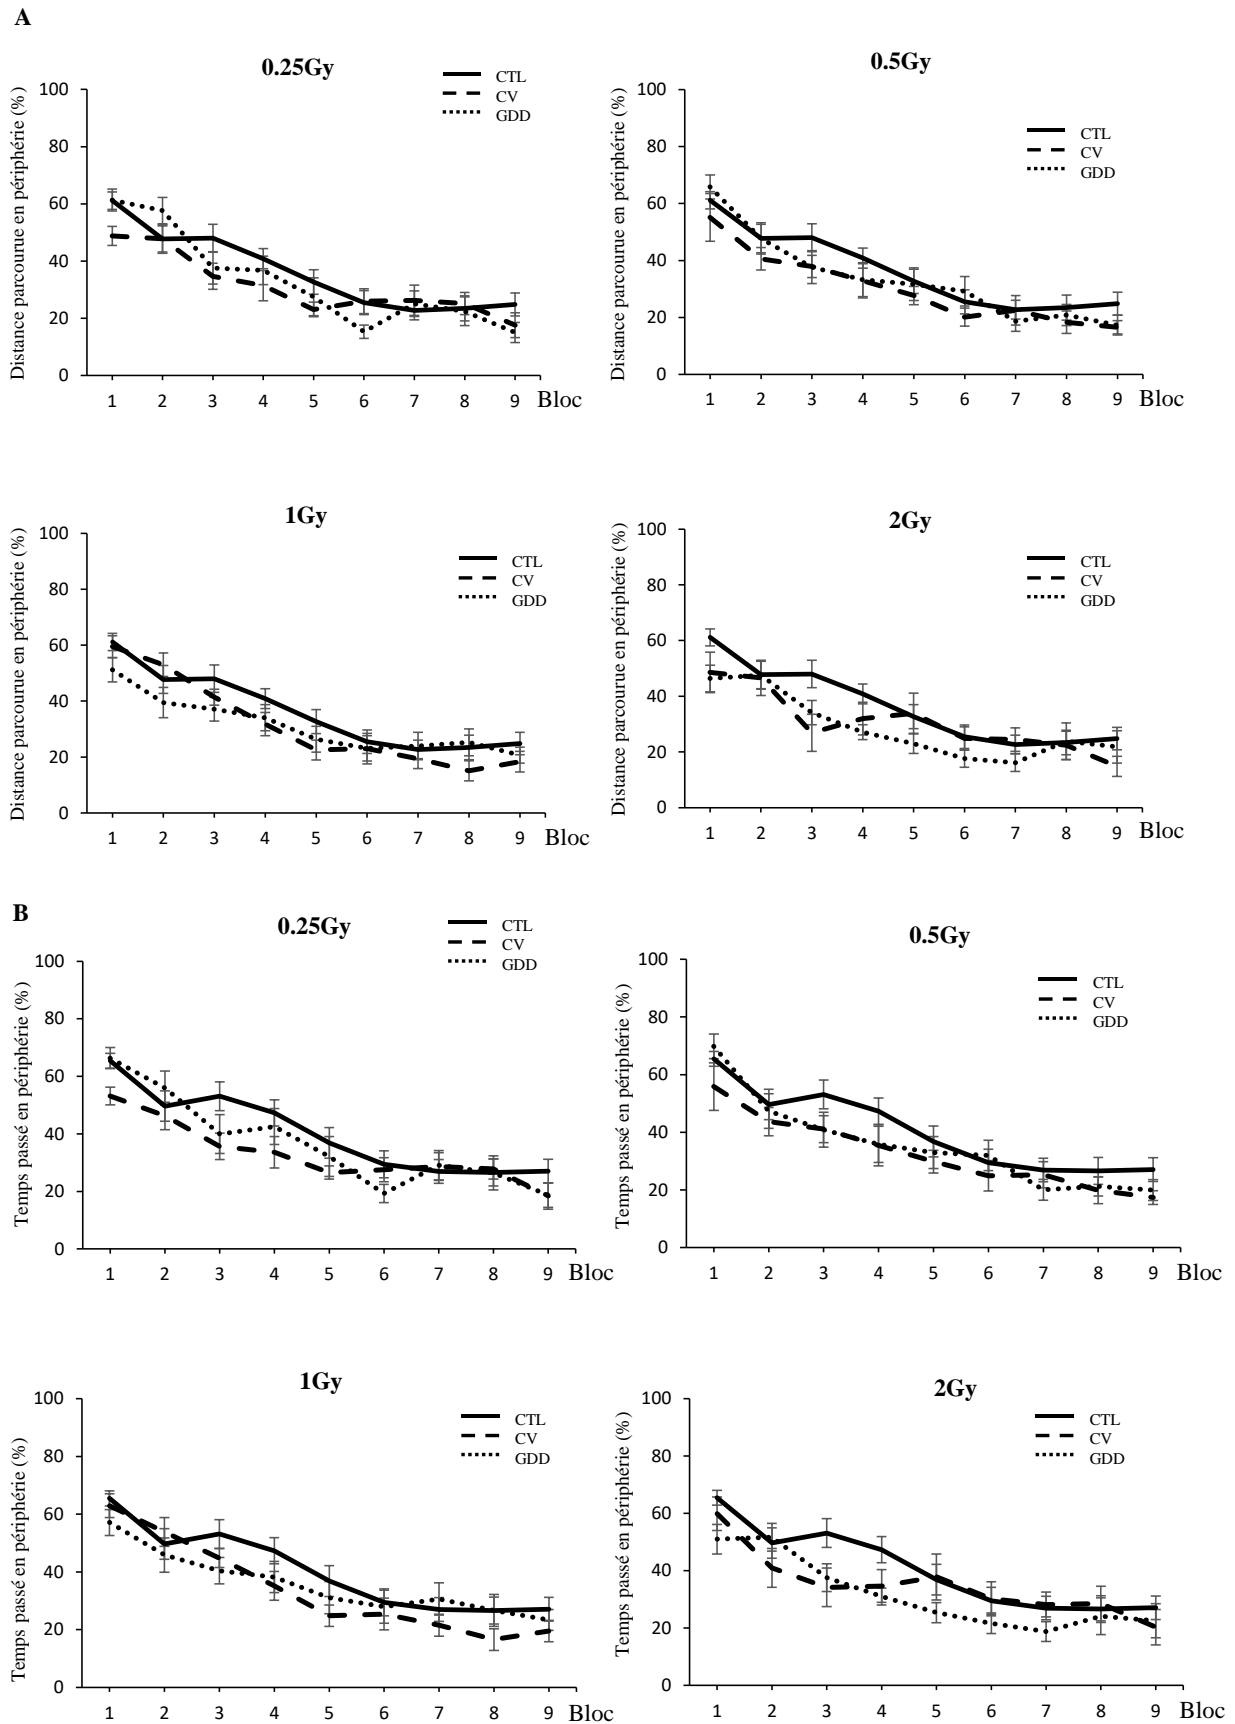 A
0.25Gy
CTL
CV
GDD
Distance parcourue en périphérie (%)
100
80
60
40
20
0
1 2 3 4 5 6 7 8 9 Bloc
0.5Gy
CTL
CV
GDD
Distance parcourue en périphérie (%)
100
80
60
40
20
0
1 2 3 4 5 6 7 8 9 Bloc
1Gy
CTL
CV
GDD
Distance parcourue en périphérie (%)
100
80
60
40
20
0
1 2 3 4 5 6 7 8 9 Bloc
2Gy
CTL
CV
GDD
Distance parcourue en périphérie (%)
100
80
60
40
20
0
1 2 3 4 5 6 7 8 9 Bloc
B
0.25Gy
CTL
CV
GDD
Temps passé en périphérie (%)
100
80
60
40
20
0
1 2 3 4 5 6 7 8 9 Bloc
0.5Gy
CTL
CV
GDD
Temps passé en périphérie (%)
100
80
60
40
20
0
1 2 3 4 5 6 7 8 9 Bloc
1Gy
CTL
CV
GDD
Temps passé en périphérie (%)
100
80
60
40
20
0
1 2 3 4 5 6 7 8 9 Bloc
2Gy
CTL
CV
GDD
Temps passé en périphérie (%)
100
80
60
40
20
0
1 2 3 4 5 6 7 8 9 Bloc